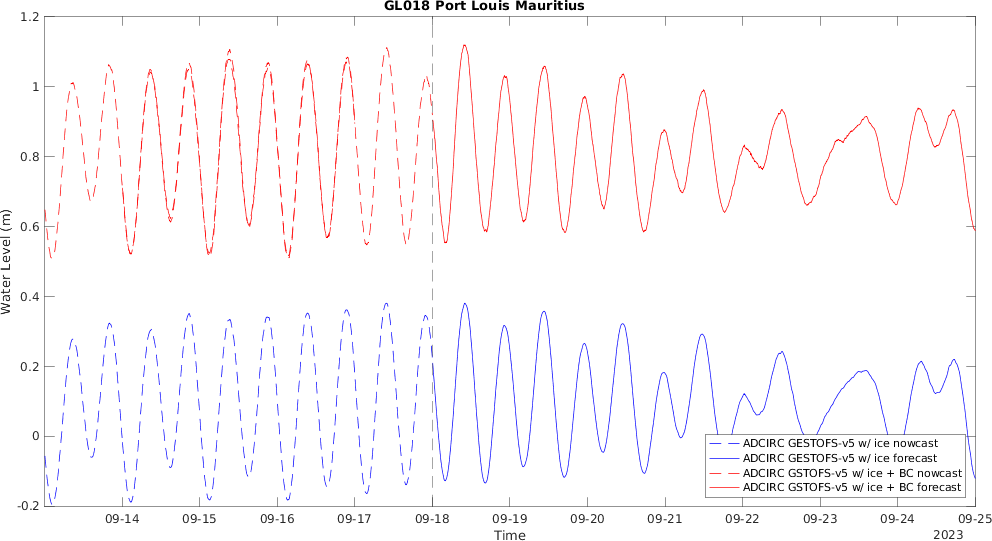 GL018 Port Louis Mauritius
1.2
1
0.8
0.6
0.4
0.2
0
-0.2
Water Level (m)
ADCIRC GESTOFS-v5 w/ ice nowcast
ADCIRC GESTOFS-v5 w/ ice forecast
ADCIRC GSTOFS-v5 w/ ice + BC nowcast
ADCIRC GSTOFS-v5 w/ ice + BC forecast
09-14 09-15 09-16 09-17 09-18 09-19 09-20 09-21 09-22 09-23 09-24 09-25
Time
2023